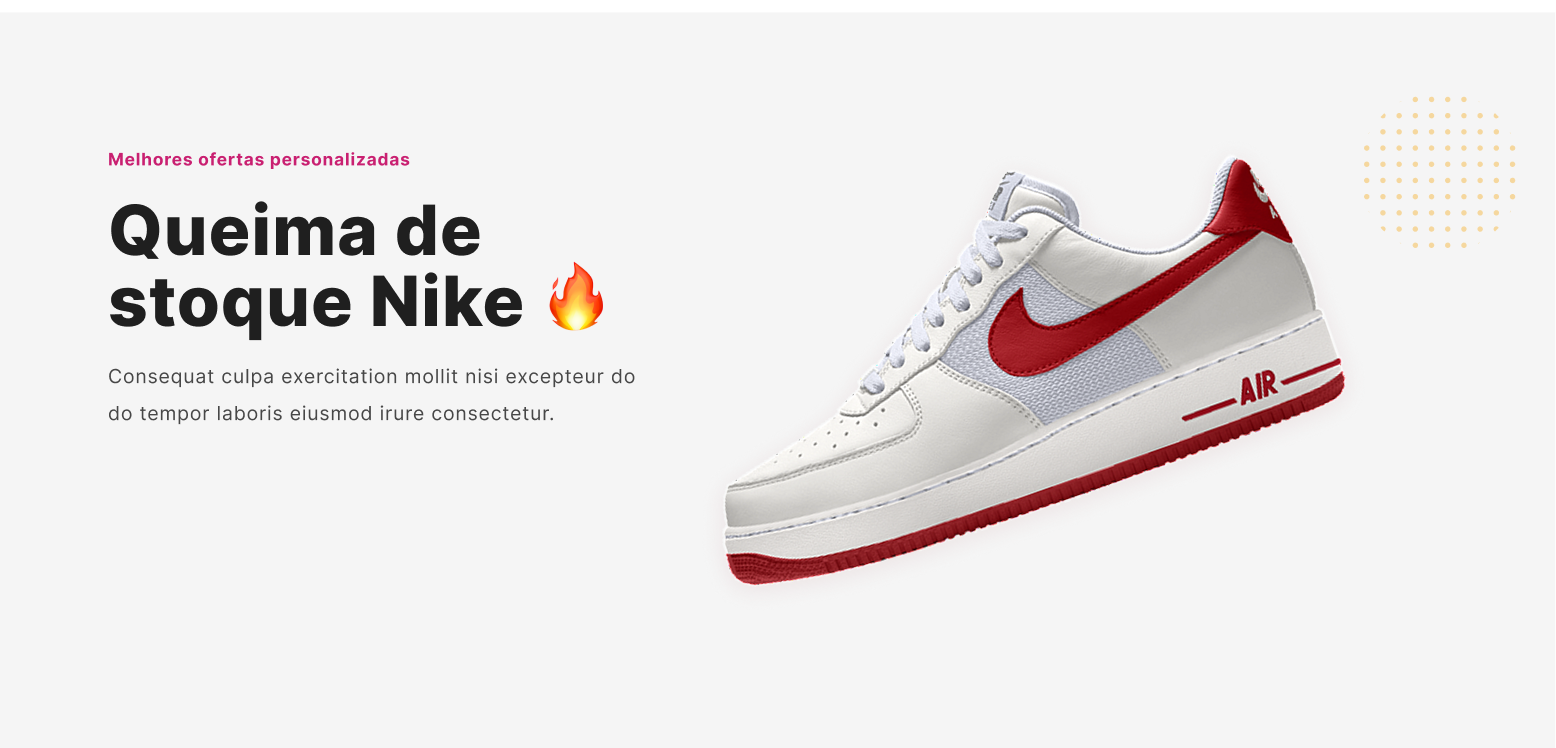 Melhores ofertas personalizadas
Queima de
stoque Nike 🔥
Consequat culpa exercitation mollit nisi excepteur do
do tempor laboris eiusmod irure consectetur.
AIR